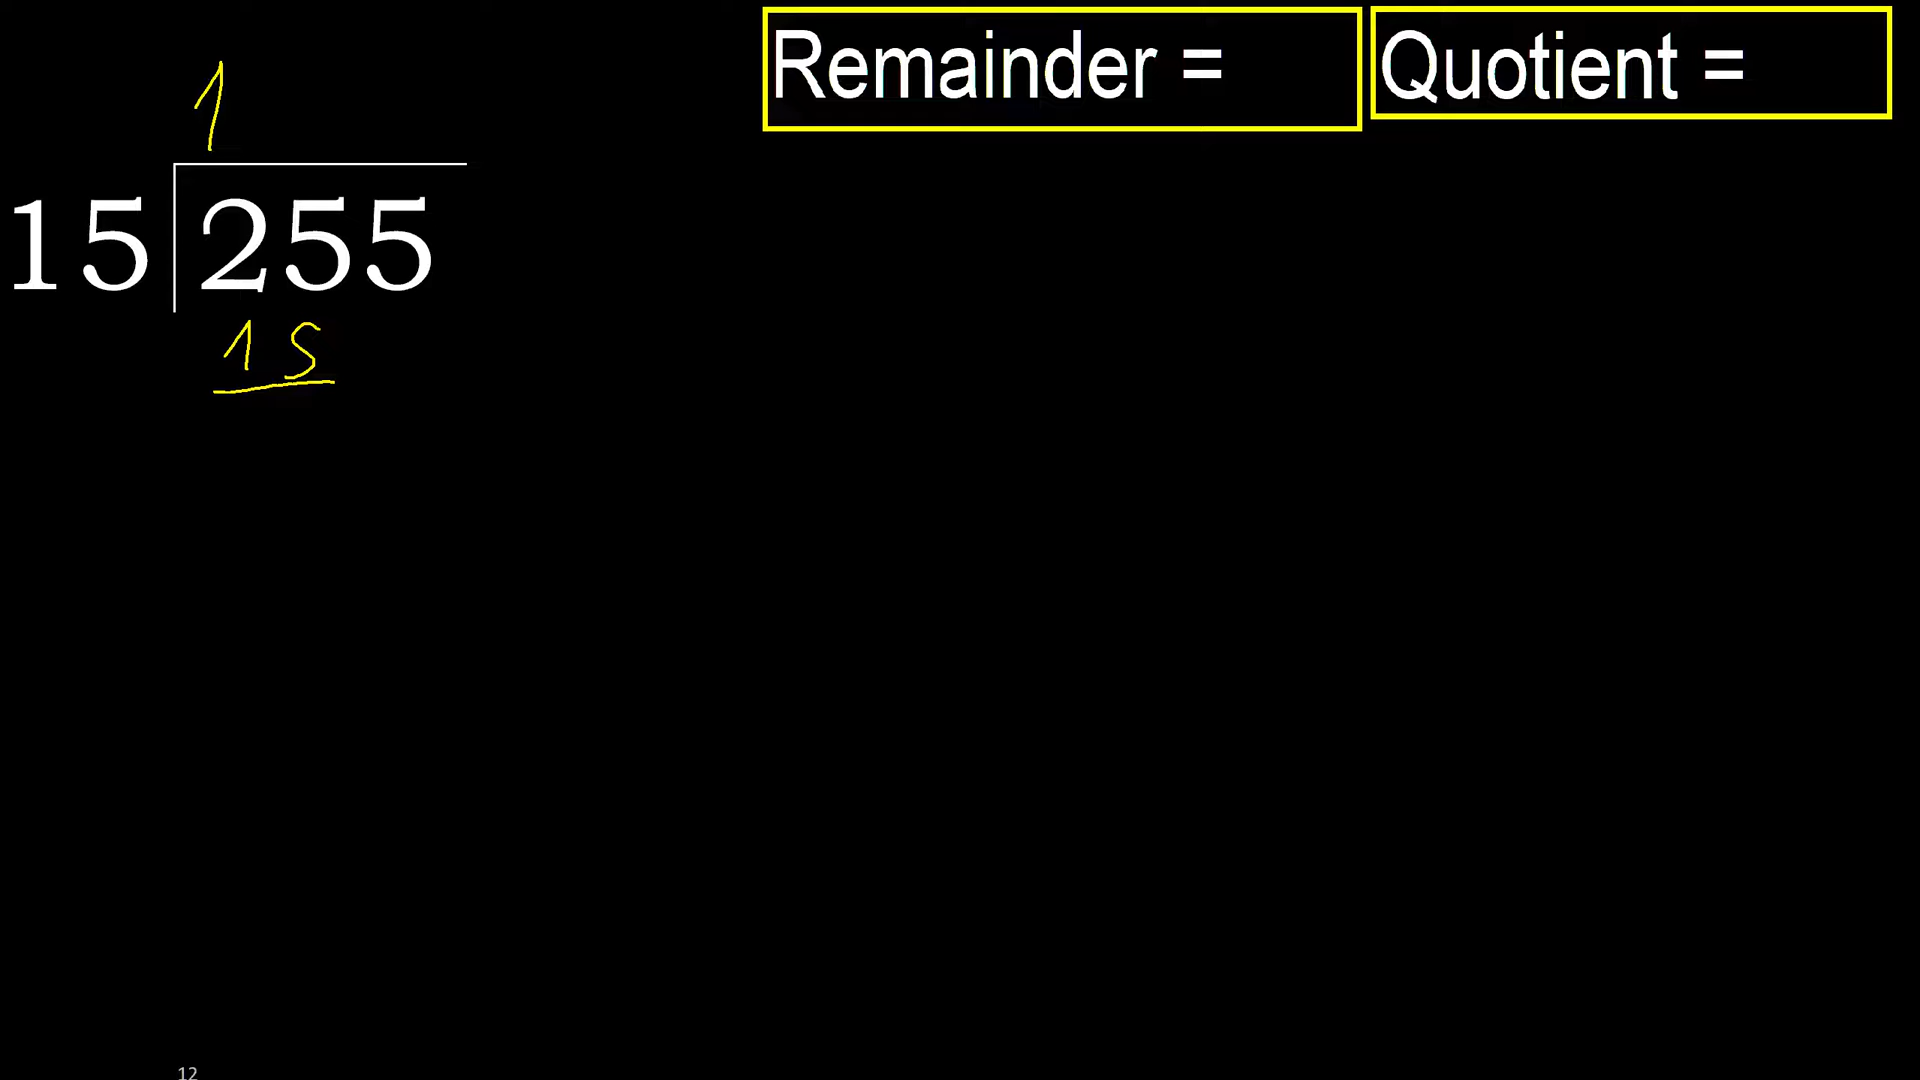 Remainder =
Quotient =
1
15 255
15
12